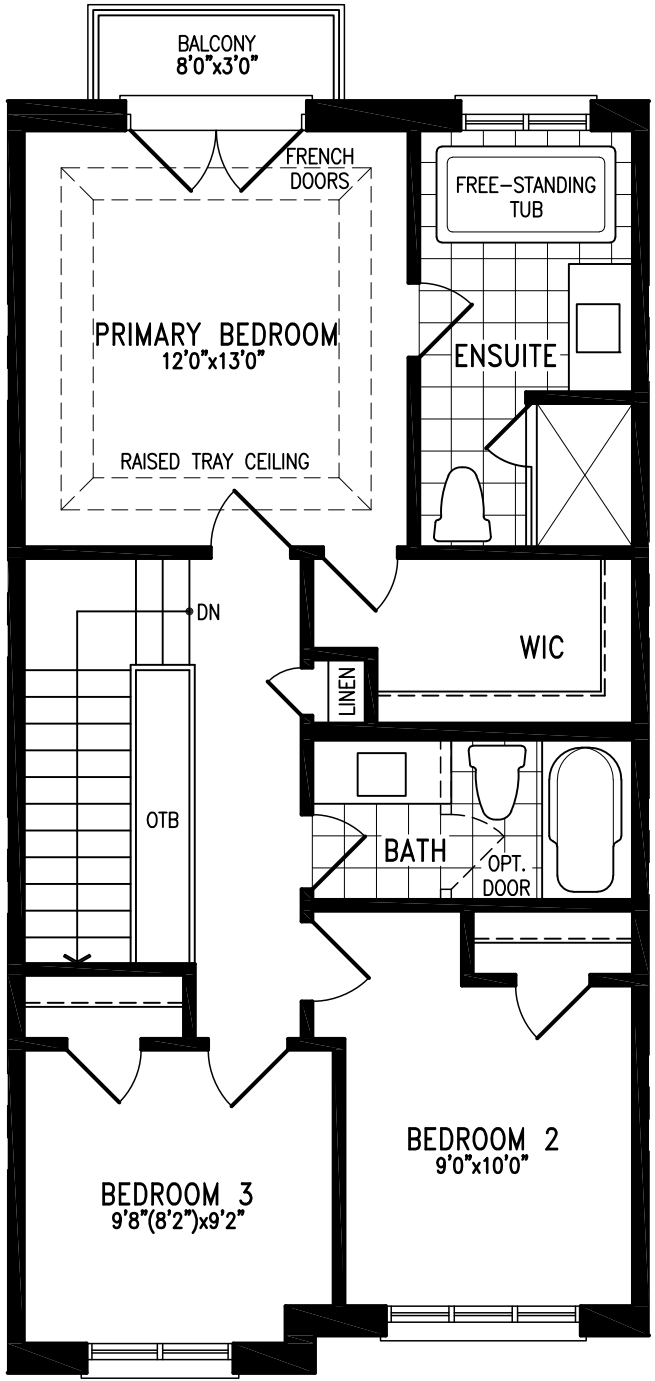 BALCONY
8'0"x3'0"
FRENCH
DOORS
FREE-STANDING
TUB
PRIMARY BEDROOM
12'0"x13'0"
ENSUITE
RAISED TRAY CEILING
DN
WIC
LINEN
OTB
BATH
OPT.
DOOR
BEDROOM 2
9'0"x10'0"
BEDROOM 3
9'8"(8'2")x9'2"